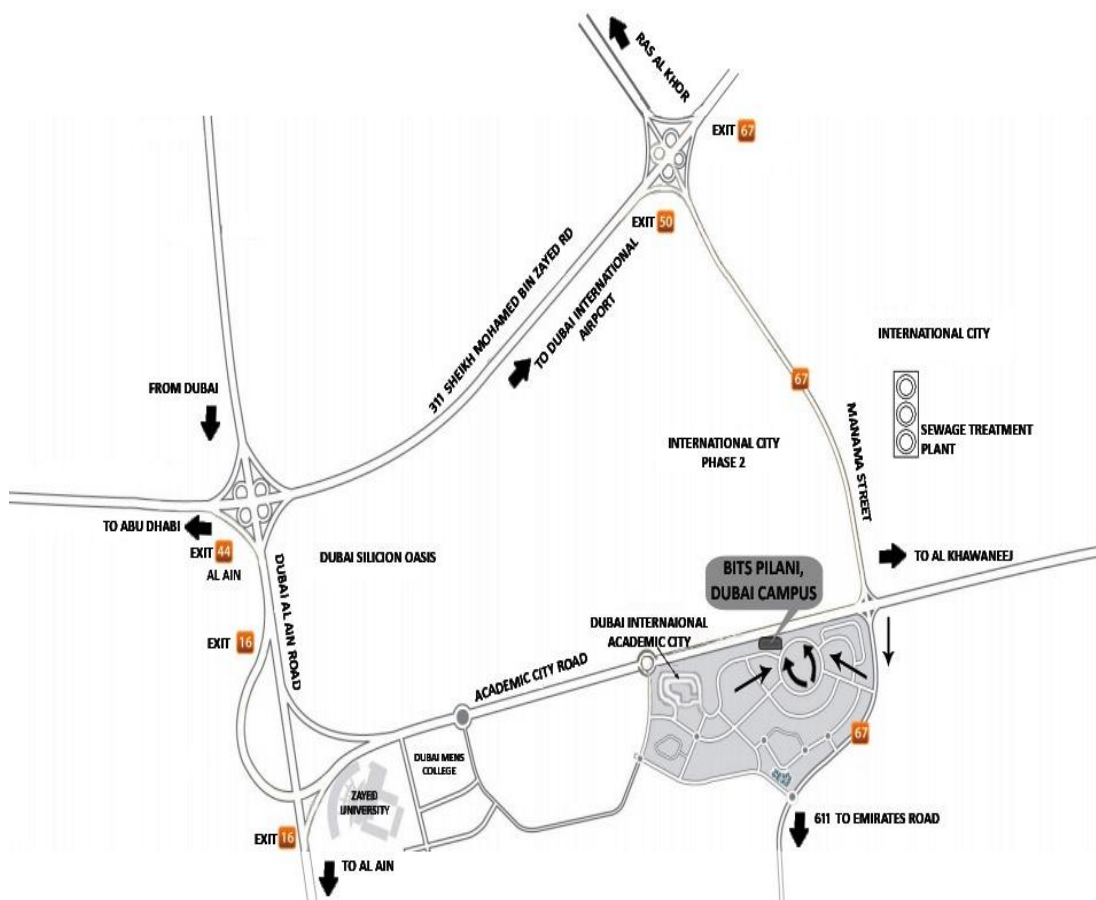 RAS AL KHOR
EXIT 67
EXIT 50
311 SHEIKH MOHAMED BIN ZAYED RD
TO DUBAI INTERNATIONAL
AIRPORT
INTERNATIONAL CITY
FROM DUBAI
67
MANAMA STREET
SEWAGE TREATMENT
PLANT
INTERNATIONAL CITY
PHASE 2
TO ABU DHABI
EXIT 44
AL AIN
DUBAI SILICION OASIS
TO AL KHAWANEEJ
BITS PILANI,
DUBAI CAMPUS
DUBAI AL AIN ROAD
EXIT 16
DUBAI INTERNAIONAL
ACADEMIC CITY
ACADEMIC CITY ROAD
67
DUBAI MENS
COLLEGE
ZAYED
UNIVERSITY
611 TO EMIRATES ROAD
EXIT 16
TO AL AIN